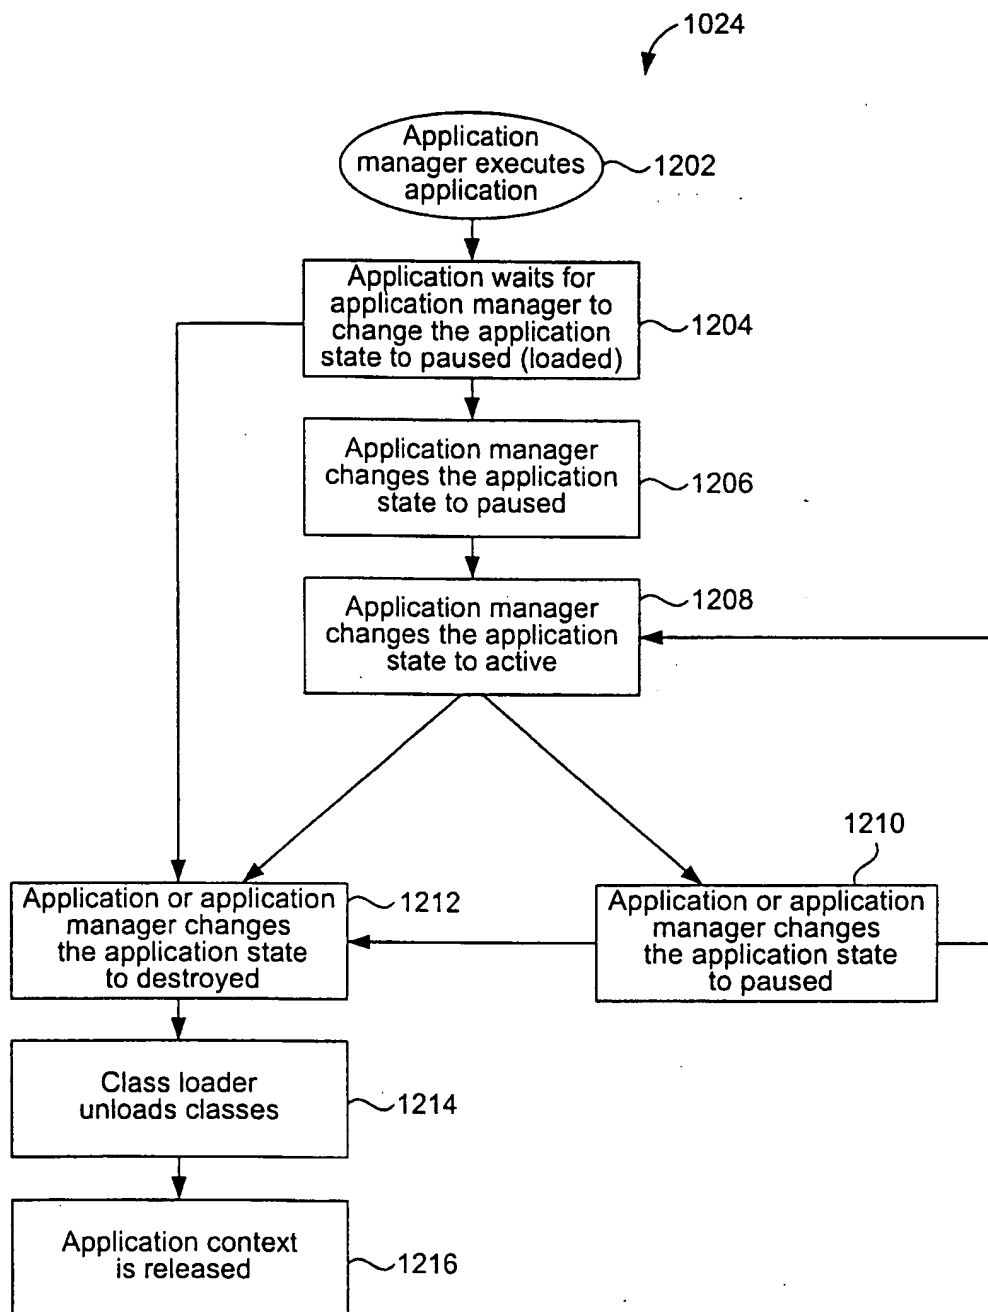 1024
Application
manager executes
application
1202
Application waits for
application manager to
change the application
state to paused (loaded)
1204
Application manager
changes the application
state to paused
1206
Application manager
changes the application
state to active
1208
1210
Application or application
manager changes
the application state
to destroyed
1212
Application or application
manager changes
the application state
to paused
Class loader
unloads classes
1214
Application context
is released
1216